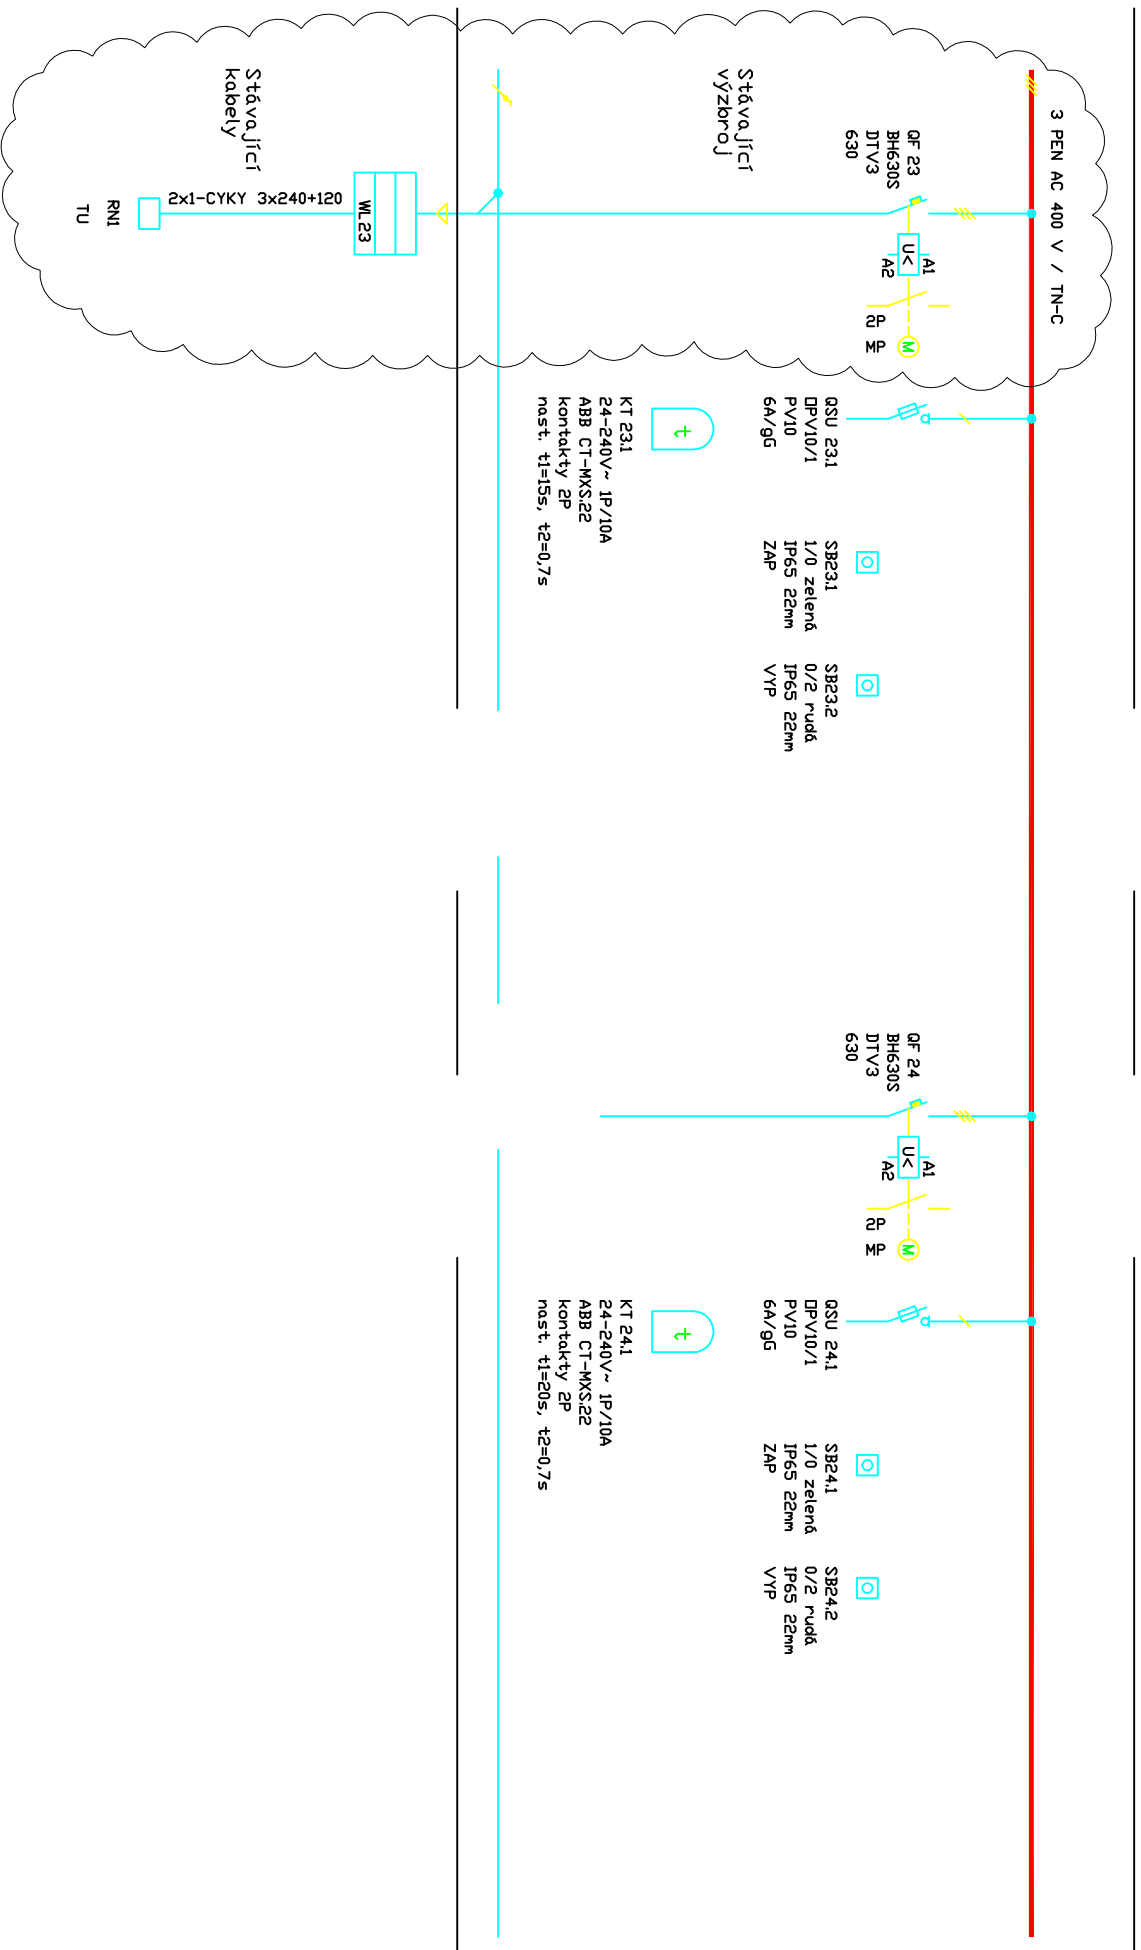 3 PEN AC 400 V / TN-C
QF 23
BH630S
DTV3
630
A1
U<
A2
2P
MP
M
Stávající
výzbroj
WL23
2x1-CYKY 3x240+120
Stávající
kabely
RN1
TU
QSU 23.1
OPV10/1
PV10
6A/gG
t
KT 23.1
24-240V~ 1P/10A
ABB CT-MXS.22
kontakty 2P
nast. t1=15s, t2=0,7s
SB23.1
1/0 zelená
IP65 22mm
ZAP
SB23.2
0/2 rudá
IP65 22mm
VYP
QF 24
BH630S
DTV3
630
A1
U<
A2
2P
MP
M
QSU 24.1
OPV10/1
PV10
6A/gG
t
KT 24.1
24-240V~ 1P/10A
ABB CT-MXS.22
kontakty 2P
nast. t1=20s, t2=0,7s
SB24.1
1/0 zelená
IP65 22mm
ZAP
SB24.2
0/2 rudá
IP65 22mm
VYP